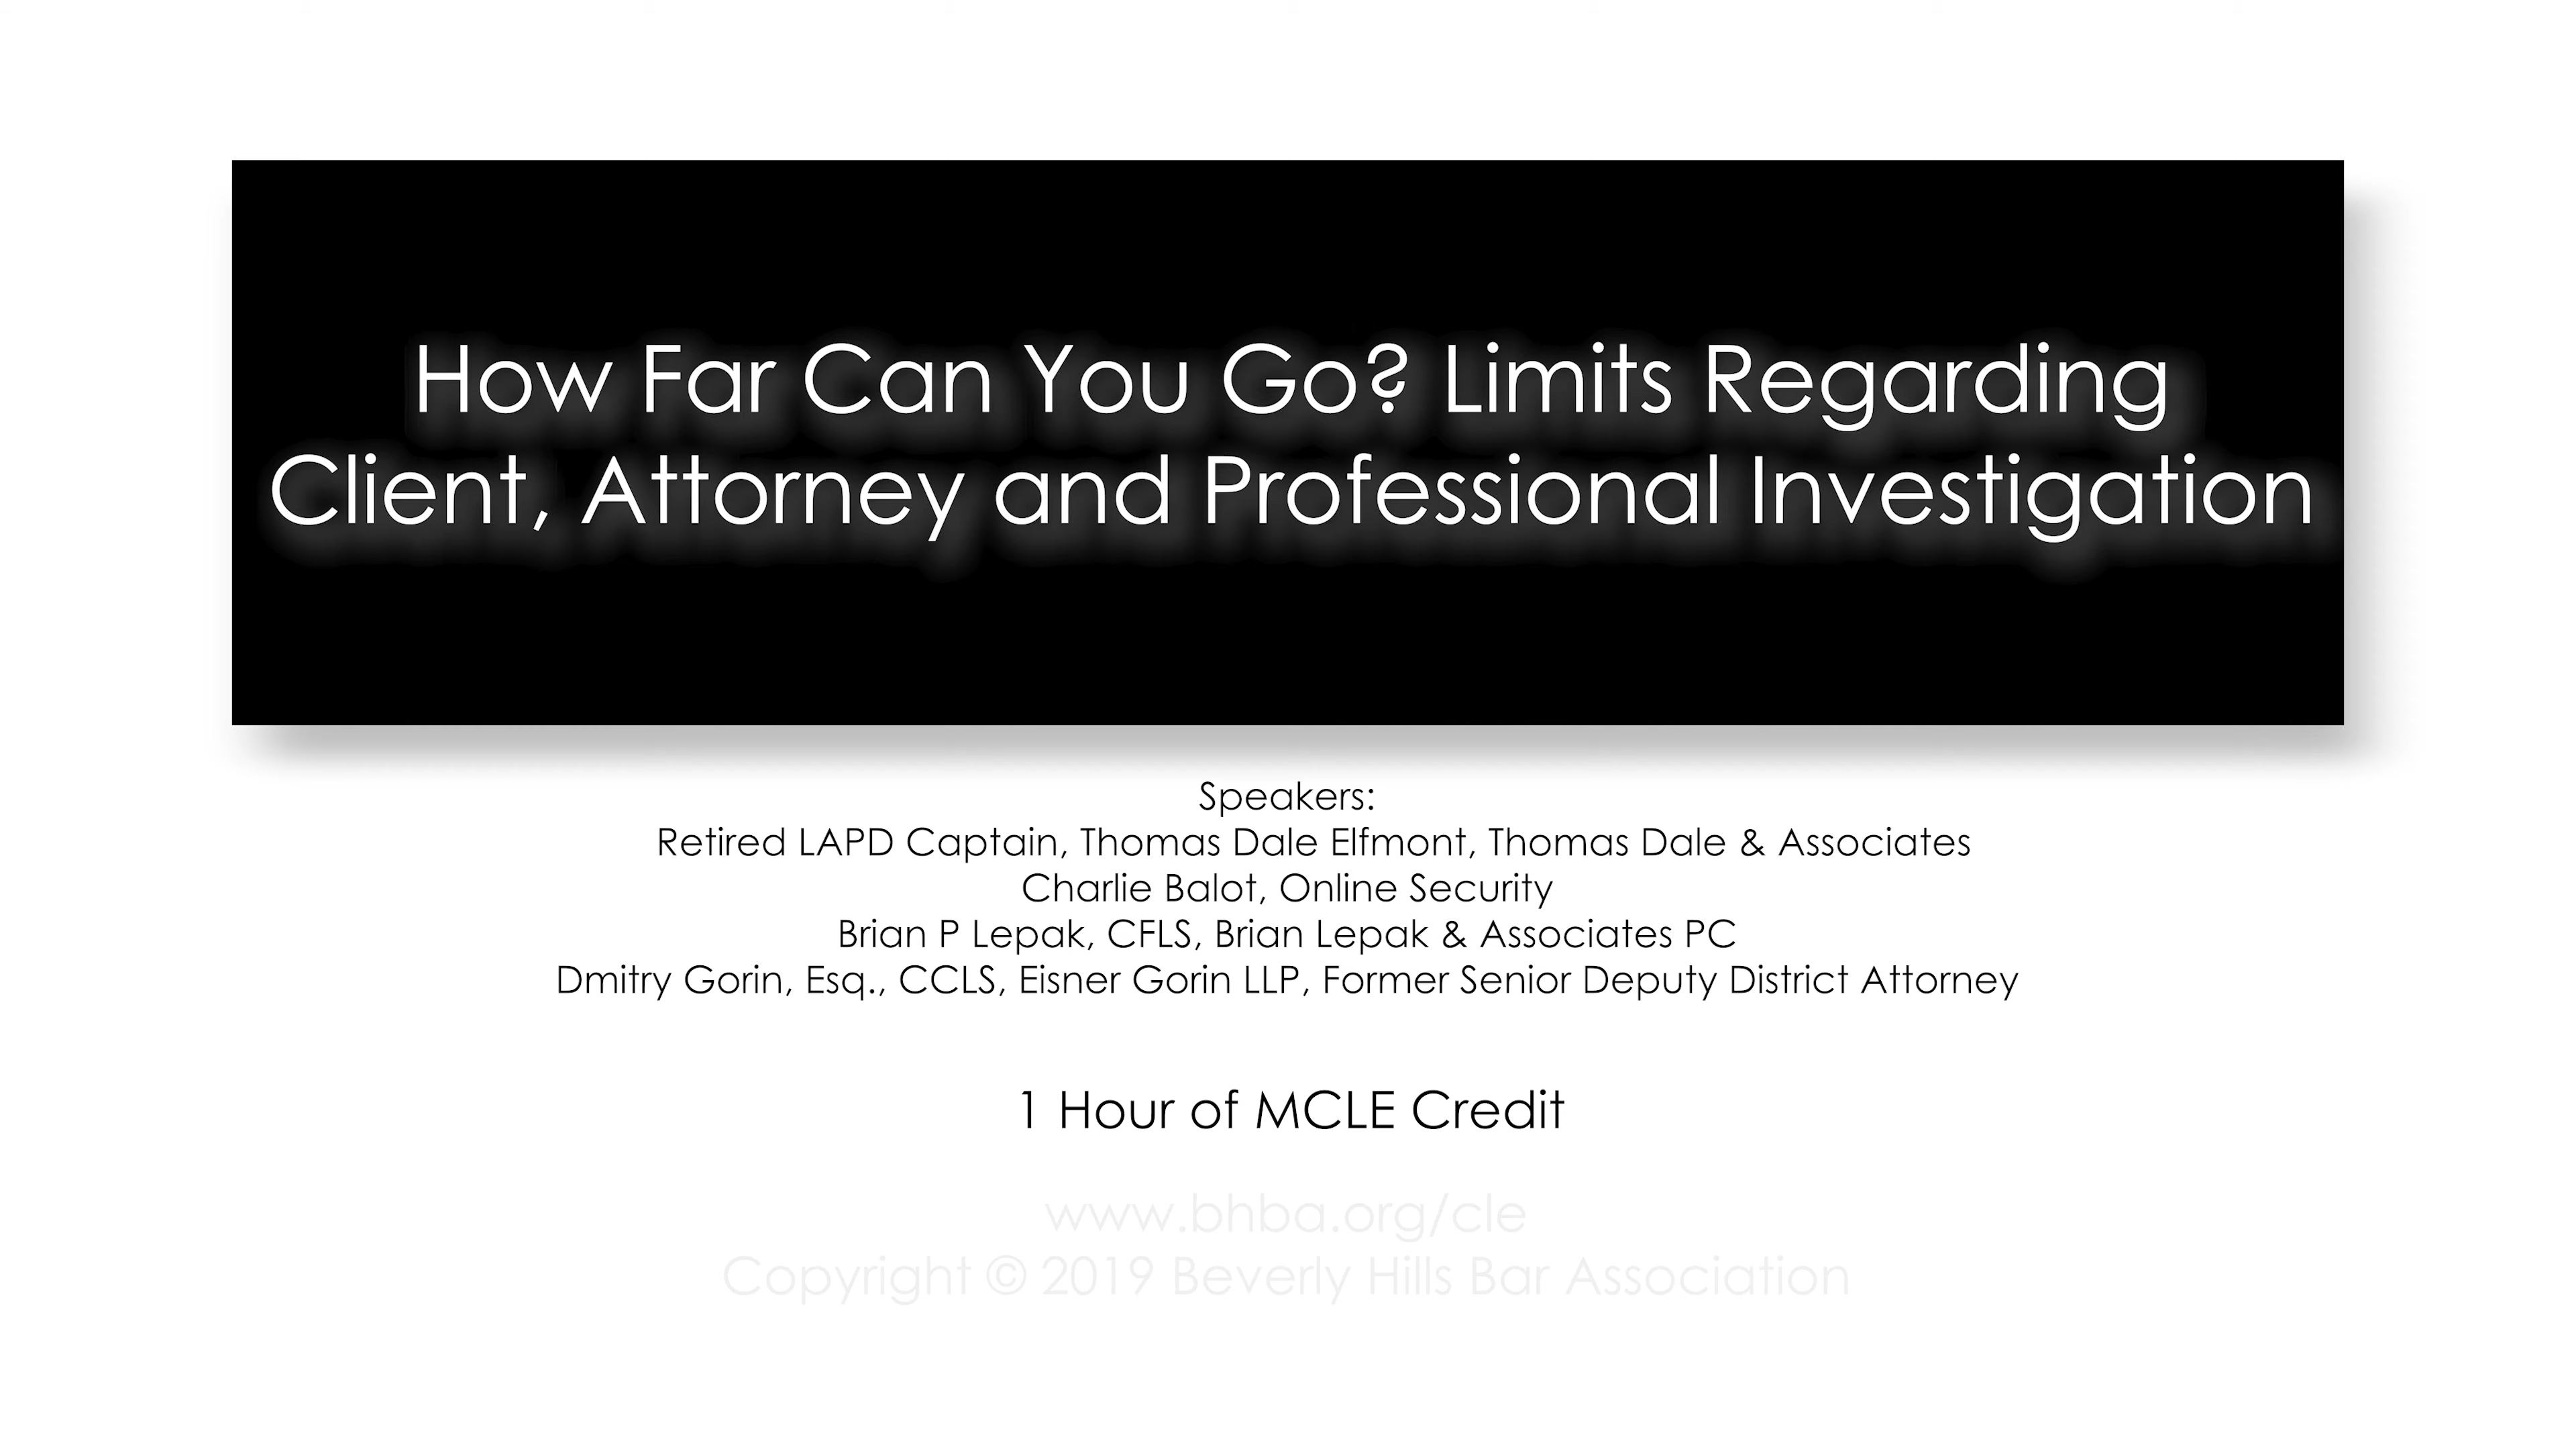 How Far Can You Go? Limits Regarding
Client, Attorney and Professional Investigation
Speakers:
Retired LAPD Captain, Thomas Dale Elfmont, Thomas Dale & Associates
Charlie Balot, Online Security
Brian P Lepak, CFLS, Brian Lepak & Associates PC
Dmitry Gorin, Esq., CCLS, Eisner Gorin LLP, Former Senior Deputy District Attorney
1 Hour of MCLE Credit
www.bhba.org/cle
Copyright © 2019 Beverly Hills Bar Association